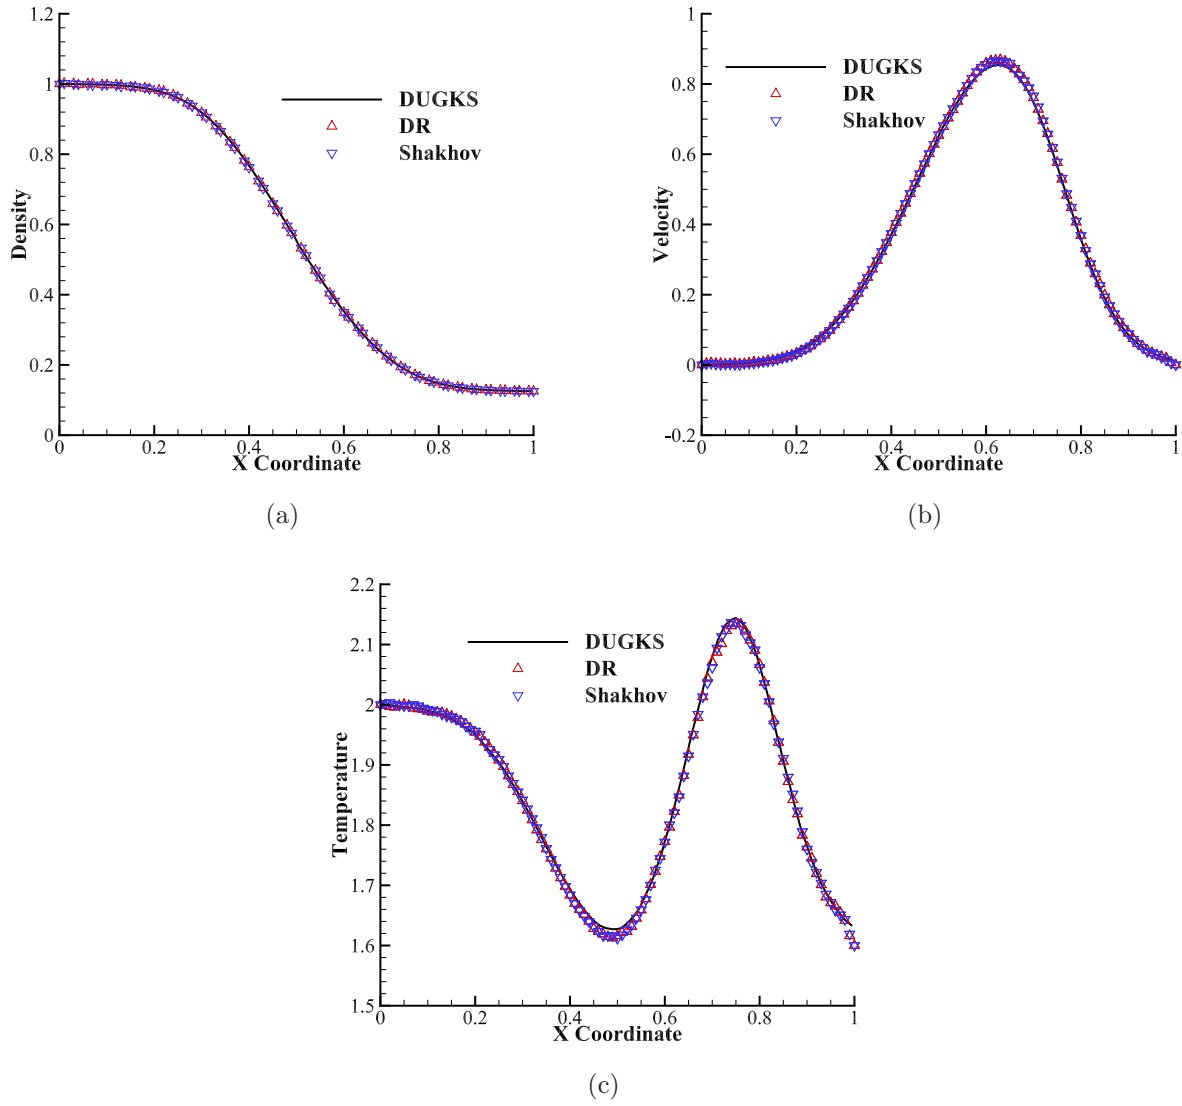 1.2
1
0.8
0.6
0.4
0.2
0
Density
DUGKS
DR
Shakhov
0 0.2 0.4 0.6 0.8 1
X Coordinate
(a)
1
0.8
0.6
0.4
0.2
0
-0.2
Velocity
DUGKS
DR
Shakhov
0 0.2 0.4 0.6 0.8 1
X Coordinate
(b)
2.2
2.1
2
1.9
1.8
1.7
1.6
1.5
Temperature
DUGKS
DR
Shakhov
0 0.2 0.4 0.6 0.8 1
X Coordinate
(c)